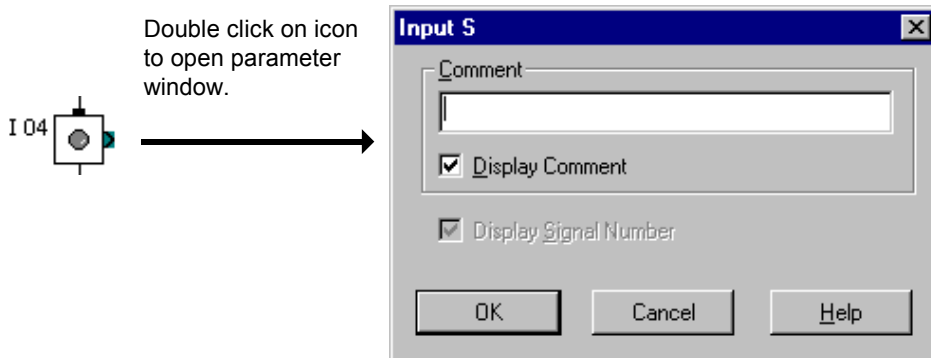 Double click on icon
to open parameter
window.
I 04
Input S
Comment
Display Comment
Display Signal Number
OK
Cancel
Help